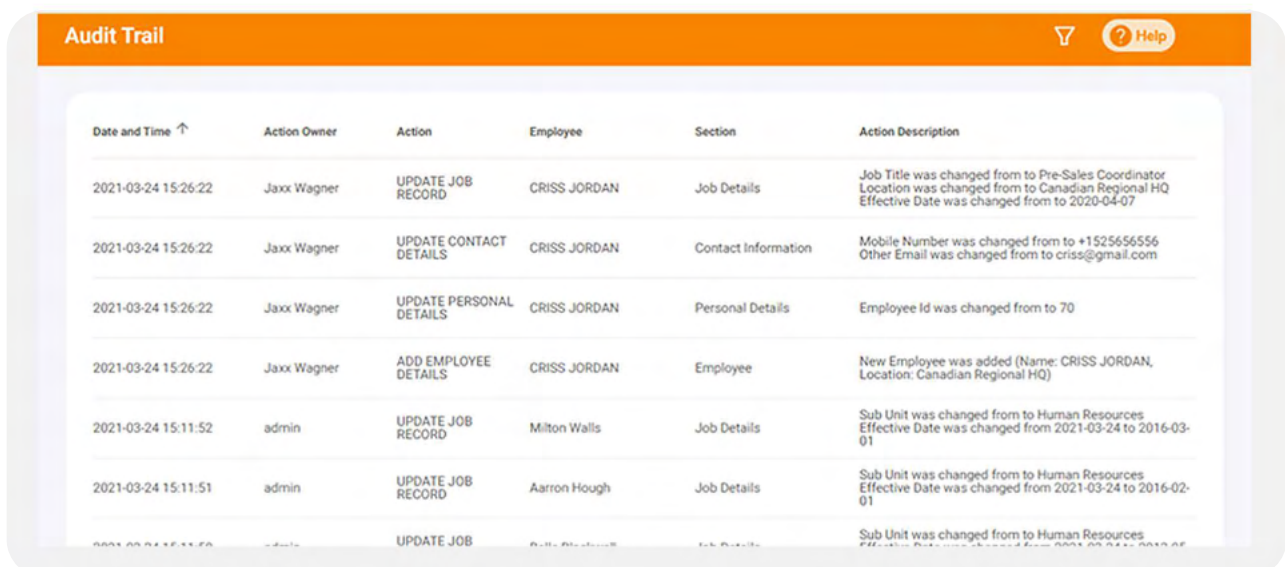 Audit Trail
Help
Date and Time Action Owner Action Employee Section Action Description
2021-03-24 15:26:22 Jaxx Wagner UPDATE JOB RECORD CRISS JORDAN Job Details Job Title was changed from to Pre-Sales Coordinator
Location was changed from to Canadian Regional HQ
Effective Date was changed from to 2020-04-07
2021-03-24 15:26:22 Jaxx Wagner UPDATE CONTACT DETAILS CRISS JORDAN Contact Information Mobile Number was changed from to +1525656556
Other Email was changed from to criss@gmail.com
2021-03-24 15:26:22 Jaxx Wagner UPDATE PERSONAL DETAILS CRISS JORDAN Personal Details Employee Id was changed from to 70
2021-03-24 15:26:22 Jaxx Wagner ADD EMPLOYEE DETAILS CRISS JORDAN Employee New Employee was added (Name: CRISS JORDAN,
Location: Canadian Regional HQ)
2021-03-24 15:11:52 admin UPDATE JOB RECORD Milton Walls Job Details Sub Unit was changed from to Human Resources
Effective Date was changed from 2021-03-24 to 2016-03-
01
2021-03-24 15:11:51 admin UPDATE JOB RECORD Aarron Hough Job Details Sub Unit was changed from to Human Resources
Effective Date was changed from 2021-03-24 to 2016-02-
01
UPDATE JOB Sub Unit was changed from to Human Resources